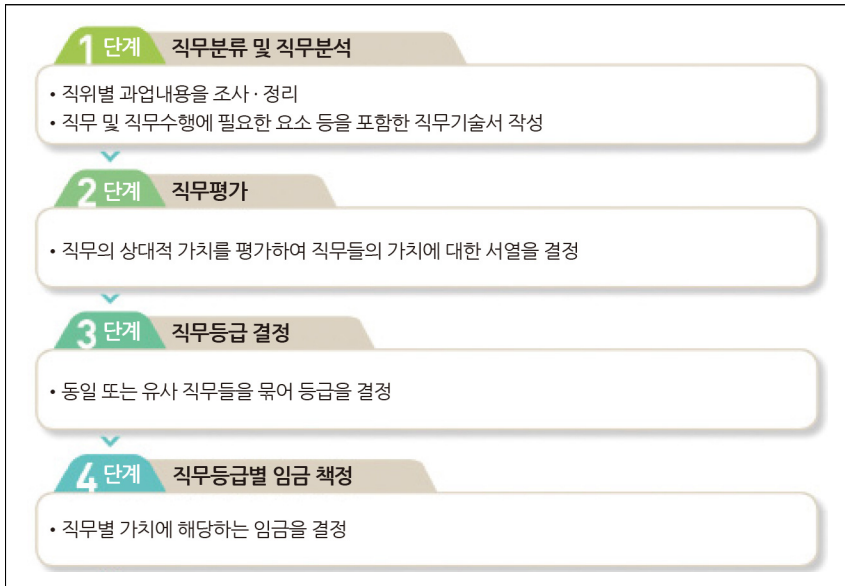 1 단계 직무분류 및 직무분석
• 직위별 과업내용을 조사 · 정리
• 직무 및 직무수행에 필요한 요소 등을 포함한 직무기술서 작성
2 단계 직무평가
• 직무의 상대적 가치를 평가하여 직무들의 가치에 대한 서열을 결정
3 단계 직무등급 결정
• 동일 또는 유사 직무들을 묶어 등급을 결정
4 단계 직무등급별 임금 책정
• 직무별 가치에 해당하는 임금을 결정